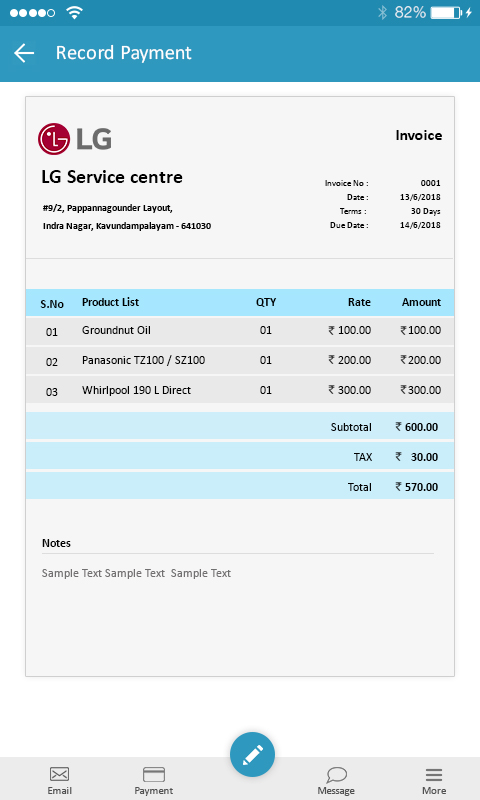 82%
Record Payment
LG
Invoice
LG Service centre
#9/2, Pappannagounder Layout,
Indra Nagar, Kavundampalayam - 641030
Invoice No : 0001
Date : 13/6/2018
Terms : 30 Days
Due Date : 14/6/2018
S.No Product List QTY Rate Amount
01 Groundnut Oil 01 ₹ 100.00 ₹100.00
02 Panasonic TZ100 / SZ100 01 ₹ 200.00 ₹200.00
03 Whirlpool 190 L Direct 01 ₹ 300.00 ₹300.00
Subtotal ₹ 600.00
TAX ₹ 30.00
Total ₹ 570.00
Notes
Sample Text Sample Text Sample Text
Email Payment Message More